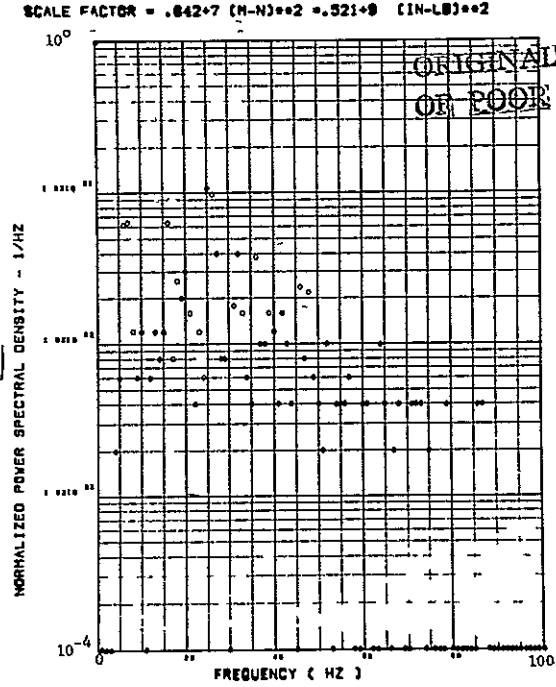 SCALE FACTOR = .642+7 (M-N)**2 =.521+9 (IN-LB)**2
ORIGINAL
OF POOR
10⁰
NORMALIZED POWER SPECTRAL DENSITY - 1/HZ
10⁻⁴
0
100
FREQUENCY ( HZ )